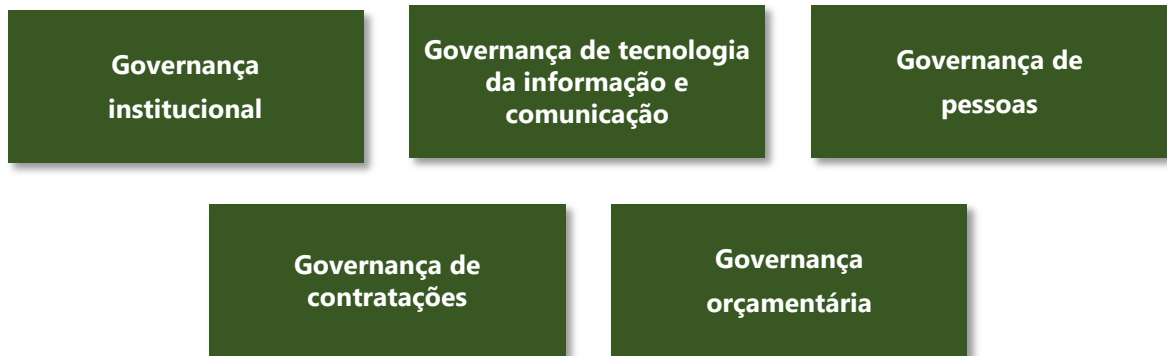 Governança
institucional
Governança de tecnologia
da informação e
comunicação
Governança de
pessoas
Governança de
contratações
Governança
orçamentária